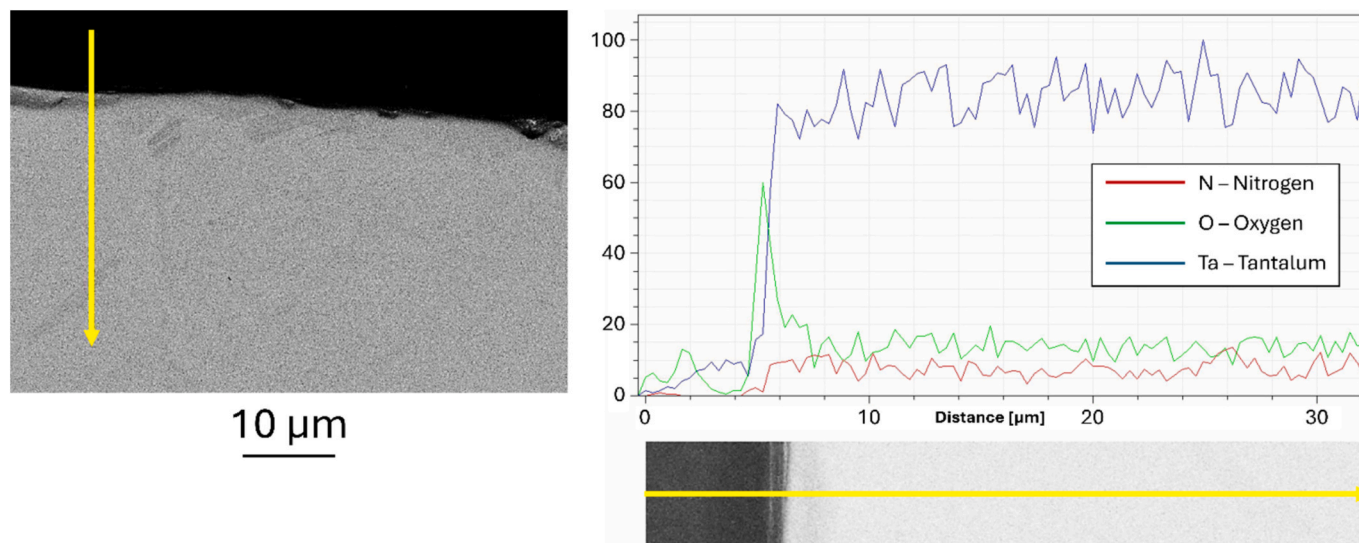 10 μm
100
80
60
40
20
0
N – Nitrogen
O – Oxygen
Ta – Tantalum
0 10 Distance [μm] 20 30